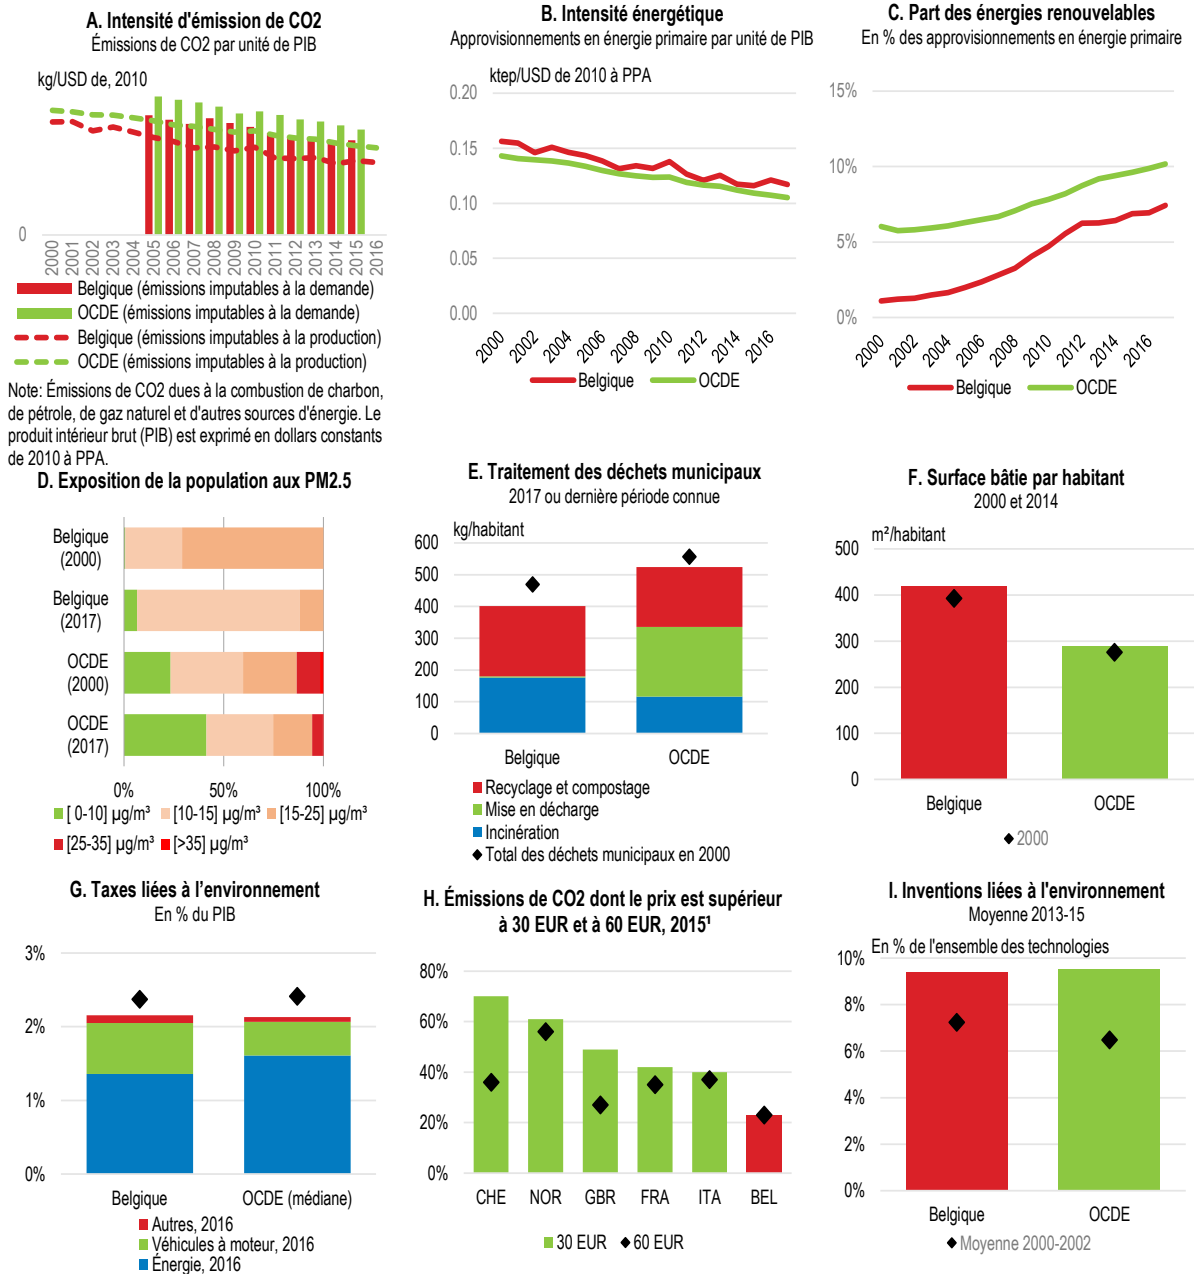 A. Intensité d'émission de CO2
Émissions de CO2 par unité de PIB
kg/USD de, 2010
0
2000
2001
2002
2003
2004
2005
2006
2007
2008
2009
2010
2011
2012
2013
2014
2015
2016
Belgique (émissions imputables à la demande)
OCDE (émissions imputables à la demande)
Belgique (émissions imputables à la production)
OCDE (émissions imputables à la production)
Note: Émissions de CO2 dues à la combustion de charbon,
de pétrole, de gaz naturel et d'autres sources d'énergie. Le
produit intérieur brut (PIB) est exprimé en dollars constants
de 2010 à PPA.
B. Intensité énergétique
Approvisionnements en énergie primaire par unité de PIB
ktep/USD de 2010 à PPA
0.20
0.15
0.10
0.05
0.00
2000
2002
2004
2006
2008
2010
2012
2014
2016
Belgique
OCDE
C. Part des énergies renouvelables
En % des approvisionnements en énergie primaire
15%
10%
5%
0%
2000
2002
2004
2006
2008
2010
2012
2014
2016
Belgique
OCDE
D. Exposition de la population aux PM2.5
Belgique
(2000)
Belgique
(2017)
OCDE
(2000)
OCDE
(2017)
0%
50%
100%
[ 0-10] µg/m³
[10-15] µg/m³
[15-25] µg/m³
[25-35] µg/m³
[>35] µg/m³
E. Traitement des déchets municipaux
2017 ou dernière période connue
kg/habitant
600
500
400
300
200
100
0
Belgique
OCDE
Recyclage et compostage
Mise en décharge
Incinération
Total des déchets municipaux en 2000
F. Surface bâtie par habitant
2000 et 2014
m²/habitant
500
400
300
200
100
0
Belgique
OCDE
2000
G. Taxes liées à l'environnement
En % du PIB
3%
2%
1%
0%
Belgique
OCDE (médiane)
Autres, 2016
Véhicules à moteur, 2016
Énergie, 2016
H. Émissions de CO2 dont le prix est supérieur
à 30 EUR et à 60 EUR, 2015¹
80%
60%
40%
20%
0%
CHE
NOR
GBR
FRA
ITA
BEL
30 EUR
60 EUR
I. Inventions liées à l'environnement
Moyenne 2013-15
En % de l'ensemble des technologies
10%
8%
6%
4%
2%
0%
Belgique
OCDE
Moyenne 2000-2002